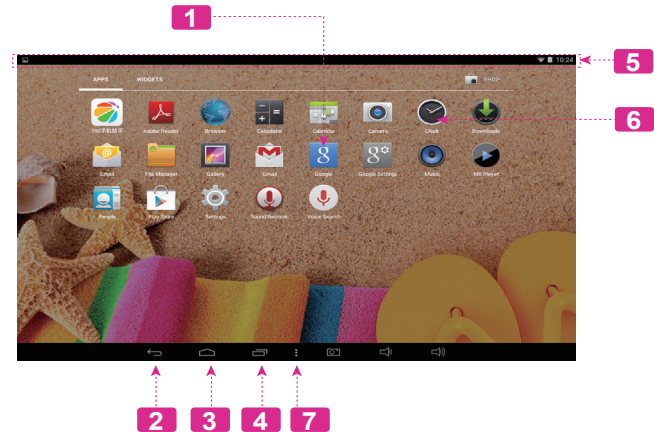 1
5
10:24
APPS WIDGETS SHOP
Adobe Reader Browser Calculator Calendar Camera Clock Downloads
6
Email File Manager Gallery Gmail Google Google Settings Music MX Player
People Play Store Settings Sound Recorder Voice Search
2 3 4 7